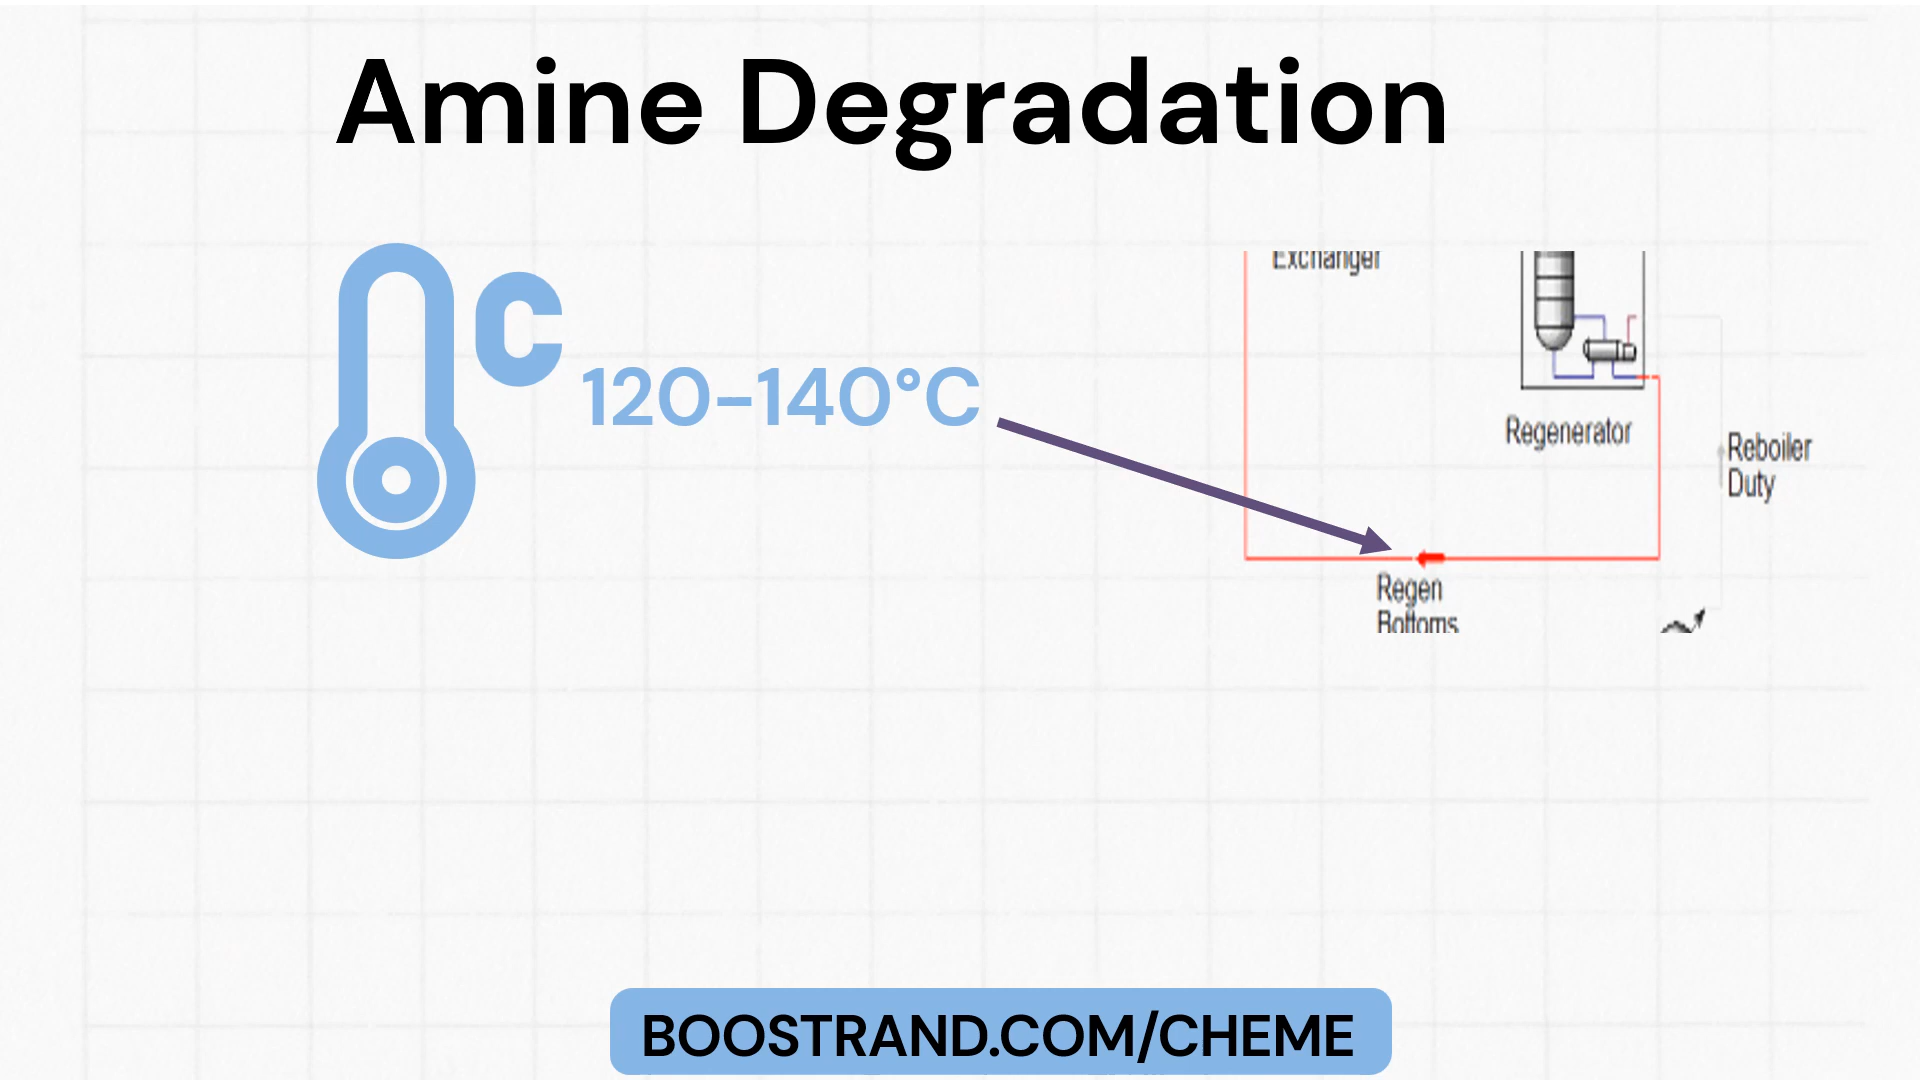 Amine Degradation
C
120-140°C
Exchanger
Regenerator
Reboiler
Duty
Regen
Bottoms
BOOSTRAND.COM/CHEME